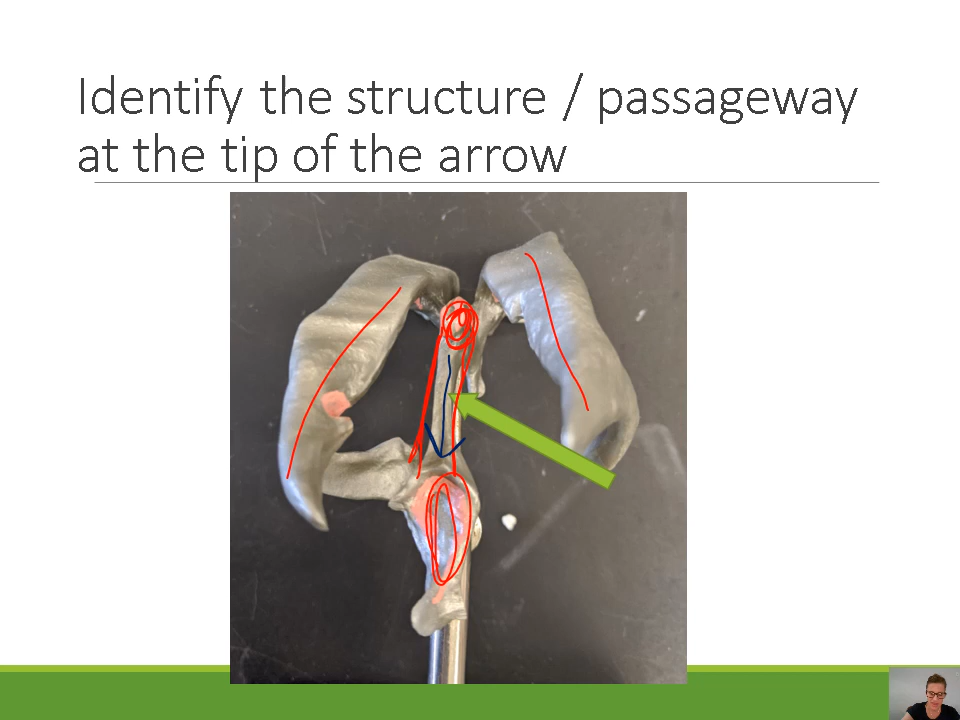 Identify the structure / passageway
at the tip of the arrow